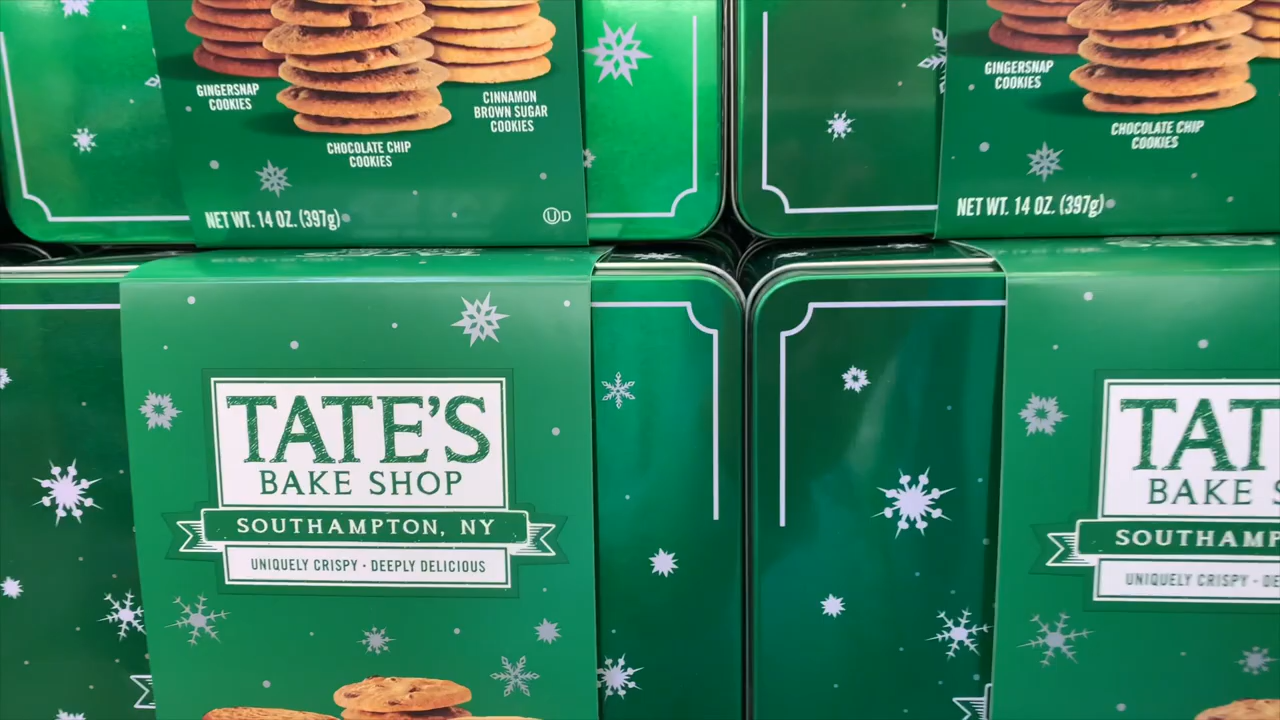 GINGERSNAP
COOKIES
CHOCOLATE CHIP
COOKIES
CINNAMON
BROWN SUGAR
COOKIES
NET WT. 14 OZ. (397g)
UD
GINGERSNAP
COOKIES
CHOCOLATE CHIP
COOKIES
NET WT. 14 OZ. (397g)
TATE'S
BAKE SHOP
SOUTHAMPTON, NY
UNIQUELY CRISPY · DEEPLY DELICIOUS
TAT
BAKE S
SOUTHAMP
UNIQUELY CRISPY · DE